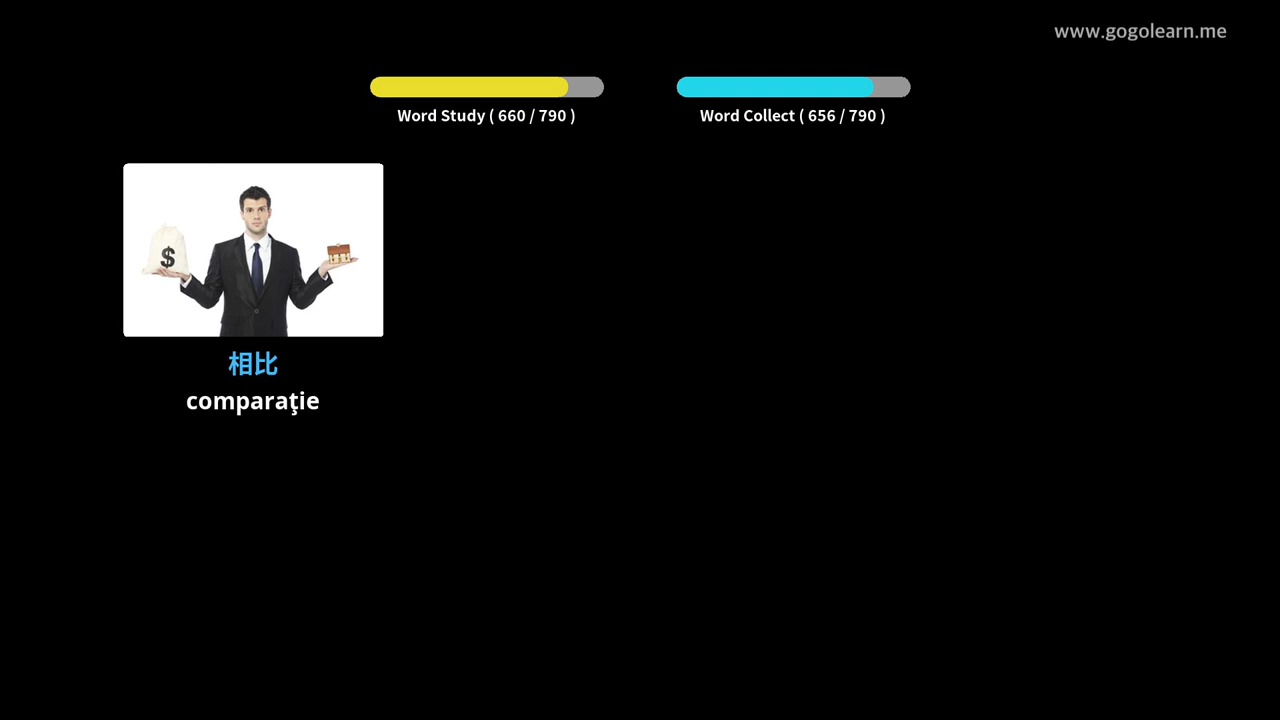 www.gogolearn.me
Word Study ( 660 / 790 )
Word Collect ( 656 / 790 )
$
相比
comparaţie